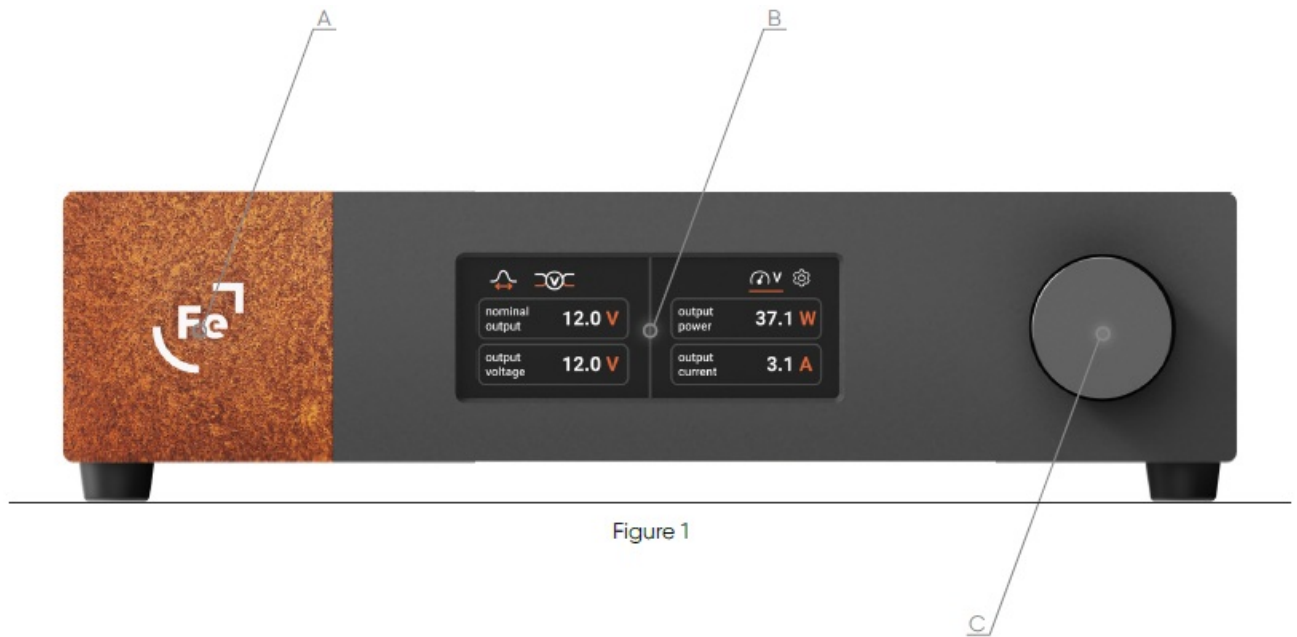 A
B
Fe
V
V
nominal
output
12.0 V
output
power
37.1 W
output
voltage
12.0 V
output
current
3.1 A
Figure 1
C